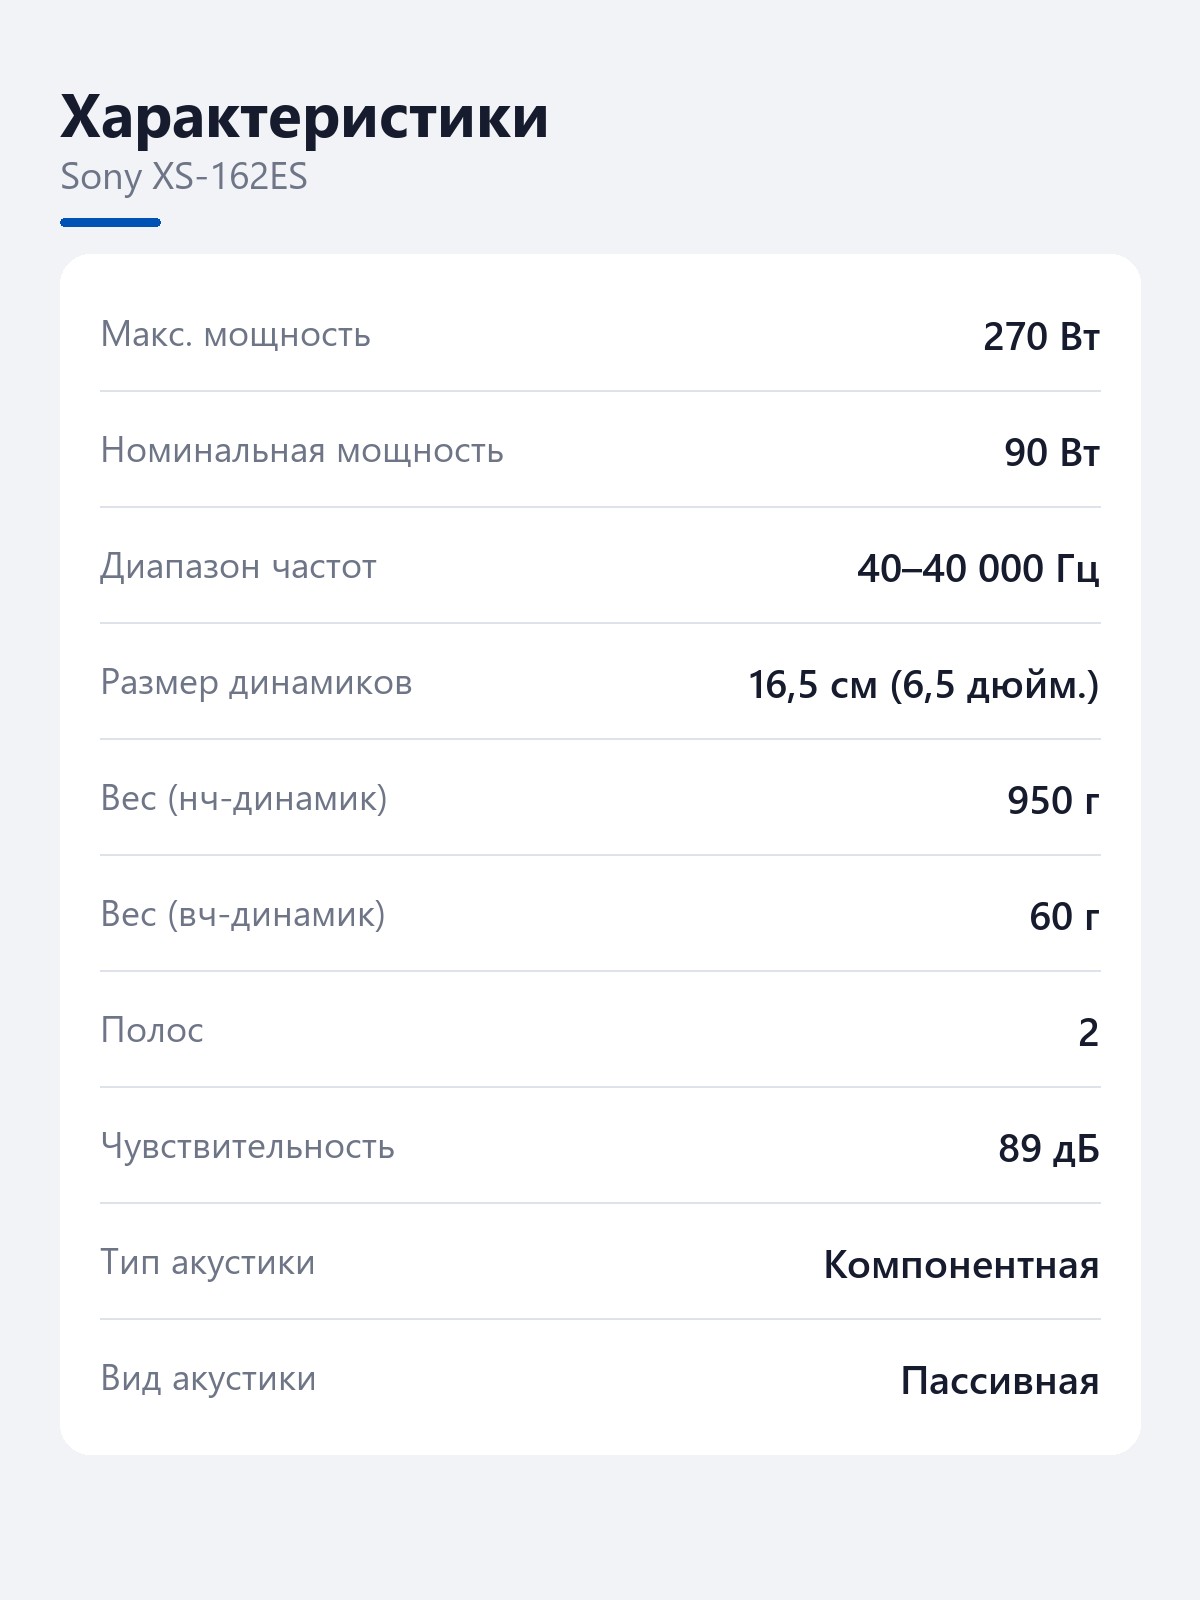 Характеристики
Sony XS-162ES
Макс. мощность 270 Вт
Номинальная мощность 90 Вт
Диапазон частот 40–40 000 Гц
Размер динамиков 16,5 см (6,5 дюйм.)
Вес (нч-динамик) 950 г
Вес (вч-динамик) 60 г
Полос 2
Чувствительность 89 дБ
Тип акустики Компонентная
Вид акустики Пассивная